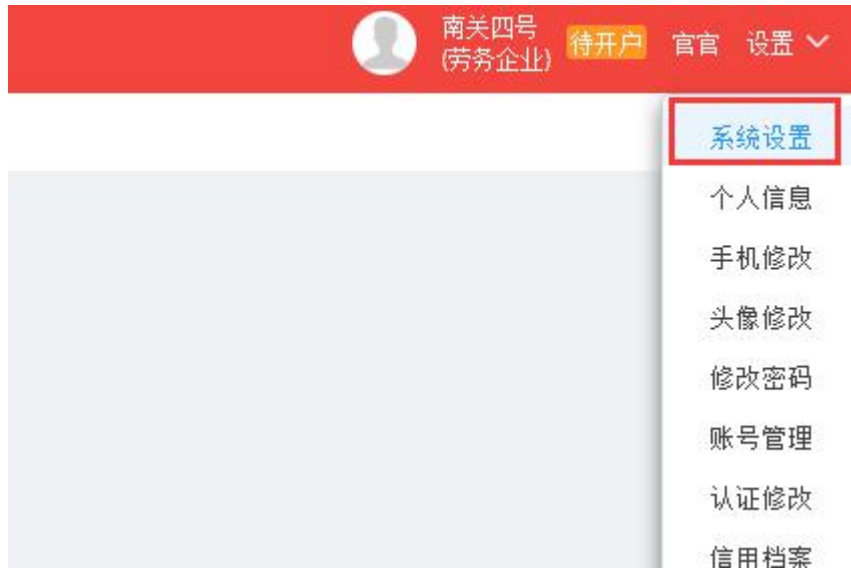 南关四号
(劳务企业)
待开户
官官
设置
系统设置
个人信息
手机修改
头像修改
修改密码
账号管理
认证修改
信用档案